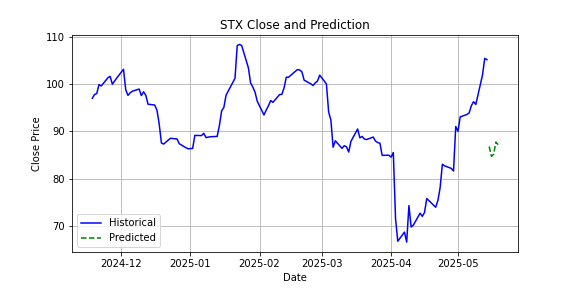 STX Close and Prediction
110
100
90
80
70
Close Price
Historical
Predicted
2024-12 2025-01 2025-02 2025-03 2025-04 2025-05
Date